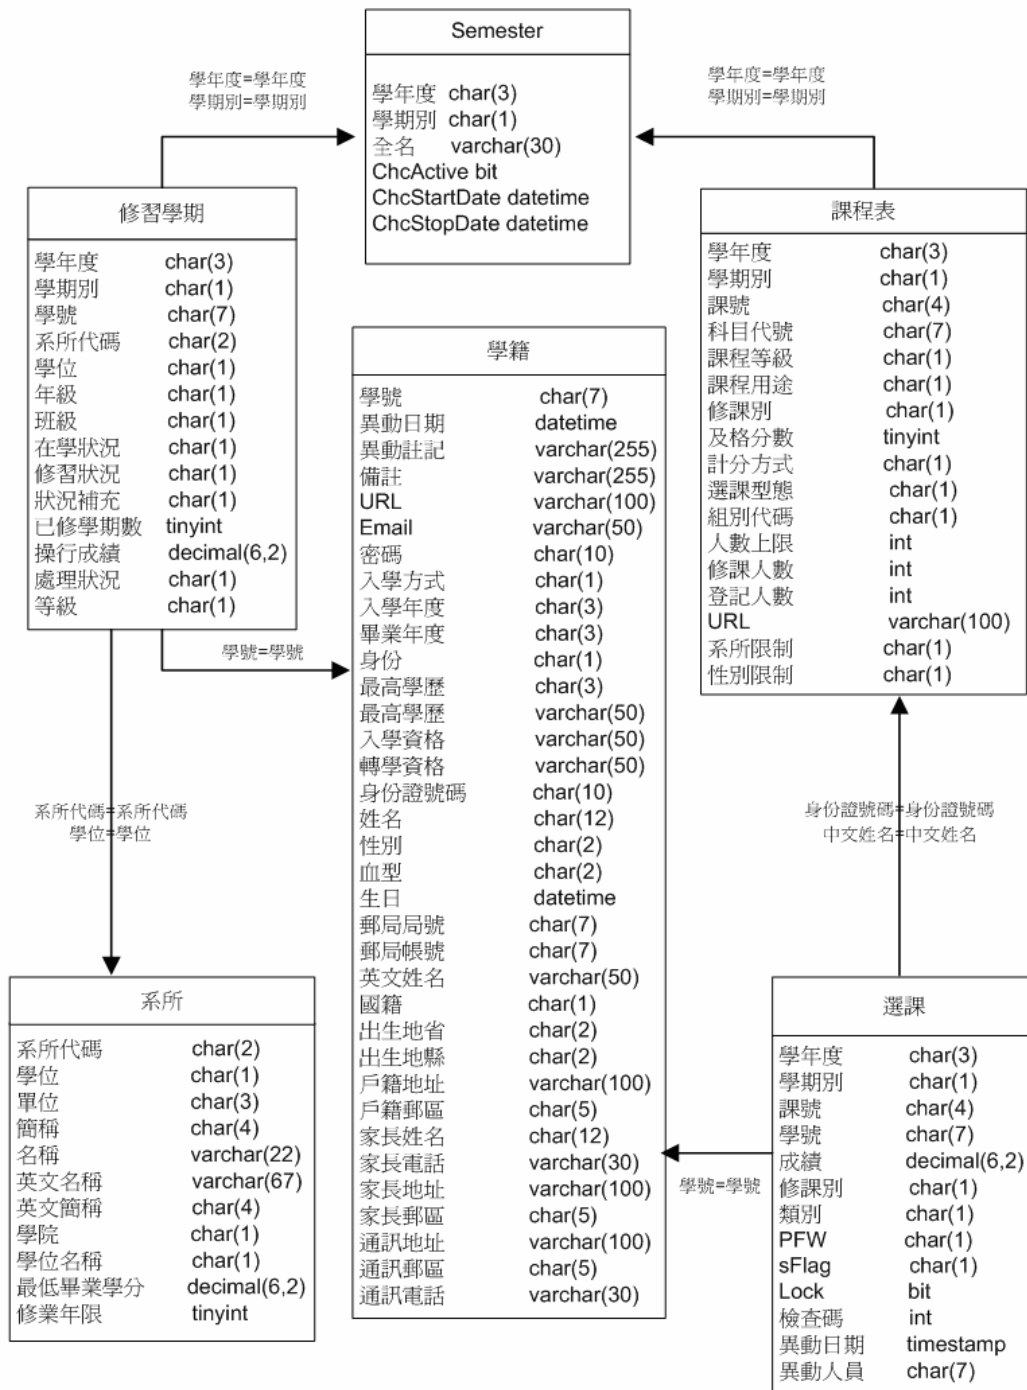 Semester
學年度 char(3)
學期別 char(1)
全名 varchar(30)
ChcActive bit
ChcStartDate datetime
ChcStopDate datetime
學年度=學年度
學期別=學期別
學年度=學年度
學期別=學期別
修習學期
學年度 char(3)
學期別 char(1)
學號 char(7)
系所代碼 char(2)
學位 char(1)
年級 char(1)
班級 char(1)
在學狀況 char(1)
修習狀況 char(1)
狀況補充 char(1)
已修學期數 tinyint
操行成績 decimal(6,2)
處理狀況 char(1)
等級 char(1)
課程表
學年度 char(3)
學期別 char(1)
課號 char(4)
科目代號 char(7)
課程等級 char(1)
課程用途 char(1)
修課別 char(1)
及格分數 tinyint
計分方式 char(1)
選課型態 char(1)
組別代碼 char(1)
人數上限 int
修課人數 int
登記人數 int
URL varchar(100)
系所限制 char(1)
性別限制 char(1)
學籍
學號 char(7)
異動日期 datetime
異動註記 varchar(255)
備註 varchar(255)
URL varchar(100)
Email varchar(50)
密碼 char(10)
入學方式 char(1)
入學年度 char(3)
畢業年度 char(3)
身份 char(1)
最高學歷 char(3)
最高學歷 varchar(50)
入學資格 varchar(50)
轉學資格 varchar(50)
身份證號碼 char(10)
姓名 char(12)
性別 char(2)
血型 char(2)
生日 datetime
郵局局號 char(7)
郵局帳號 char(7)
英文姓名 varchar(50)
國籍 char(1)
出生地省 char(2)
出生地縣 char(2)
戶籍地址 varchar(100)
戶籍郵區 char(5)
家長姓名 char(12)
家長電話 varchar(30)
家長地址 varchar(100)
家長郵區 char(5)
通訊地址 varchar(100)
通訊郵區 char(5)
通訊電話 varchar(30)
學號=學號
系所代碼=系所代碼
學位=學位
身份證號碼=身份證號碼
中文姓名=中文姓名
學號=學號
系所
系所代碼 char(2)
學位 char(1)
單位 char(3)
簡稱 char(4)
名稱 varchar(22)
英文名稱 varchar(67)
英文簡稱 char(4)
學院 char(1)
學位名稱 char(1)
最低畢業學分 decimal(6,2)
修業年限 tinyint
選課
學年度 char(3)
學期別 char(1)
課號 char(4)
學號 char(7)
成績 decimal(6,2)
修課別 char(1)
類別 char(1)
PFW char(1)
sFlag char(1)
Lock bit
檢查碼 int
異動日期 timestamp
異動人員 char(7)